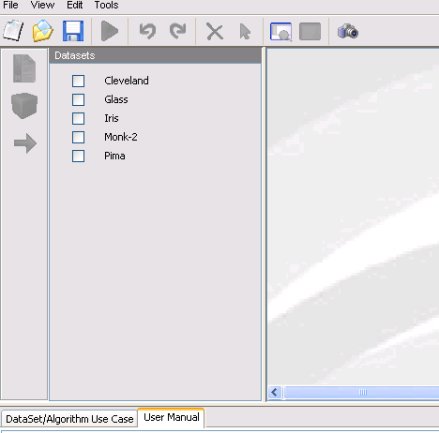 File View Edit Tools
Datasets
Cleveland
Glass
Iris
Monk-2
Pima
DataSet/Algorithm Use Case User Manual